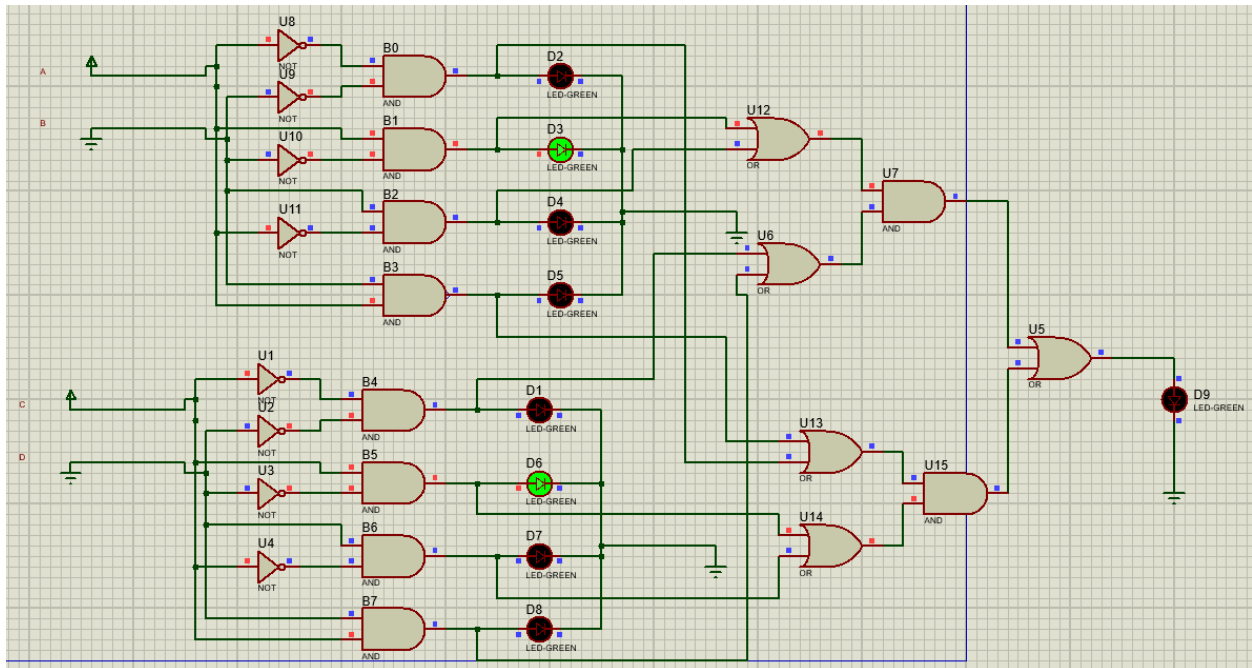 U8
NOT
B0
AND
D2
LED-GREEN
A
U9
B
U10
NOT
B1
AND
D3
LED-GREEN
U12
OR
U11
NOT
B2
AND
D4
LED-GREEN
U7
AND
U6
OR
B3
AND
D5
LED-GREEN
U5
OR
D9
LED-GREEN
U1
NOT
B4
AND
D1
LED-GREEN
C
U2
D
U3
NOT
B5
AND
D6
LED-GREEN
U13
OR
U15
AND
U4
NOT
B6
AND
D7
LED-GREEN
U14
OR
B7
AND
D8
LED-GREEN